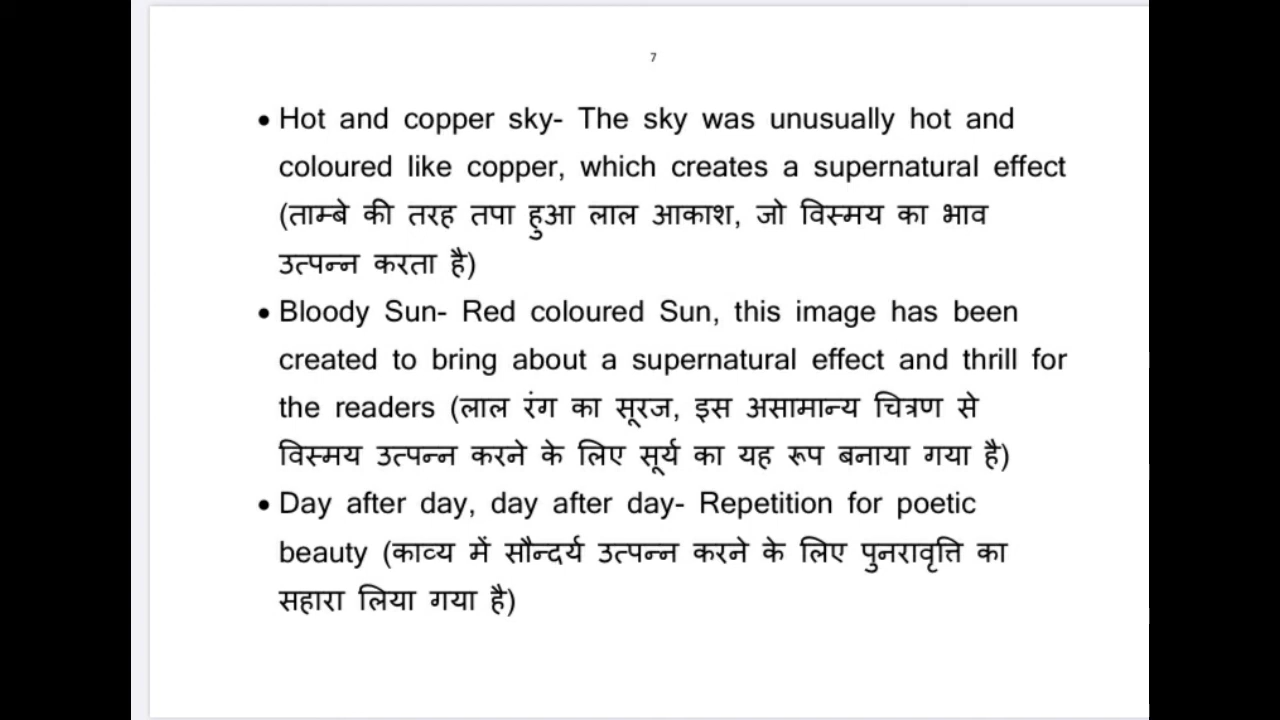 7
• Hot and copper sky- The sky was unusually hot and
coloured like copper, which creates a supernatural effect
(ताम्बे की तरह तपा हुआ लाल आकाश, जो विस्मय का भाव
उत्पन्न करता है)
• Bloody Sun- Red coloured Sun, this image has been
created to bring about a supernatural effect and thrill for
the readers (लाल रंग का सूरज, इस असामान्य चित्रण से
विस्मय उत्पन्न करने के लिए सूर्य का यह रूप बनाया गया है)
• Day after day, day after day- Repetition for poetic
beauty (काव्य में सौन्दर्य उत्पन्न करने के लिए पुनरावृत्ति का
सहारा लिया गया है)